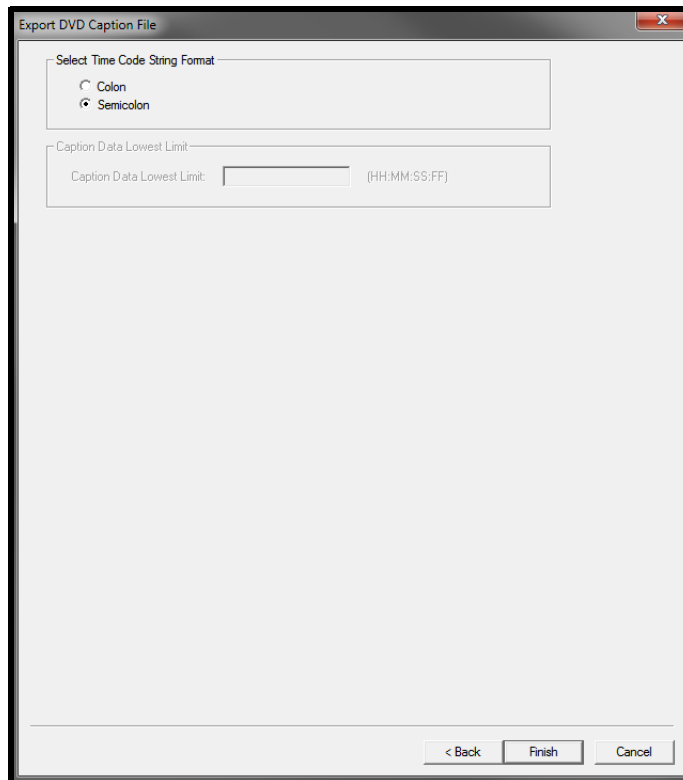 Export DVD Caption File
Select Time Code String Format
Colon
Semicolon
Caption Data Lowest Limit
Caption Data Lowest Limit: (HH:MM:SS:FF)
< Back Finish Cancel